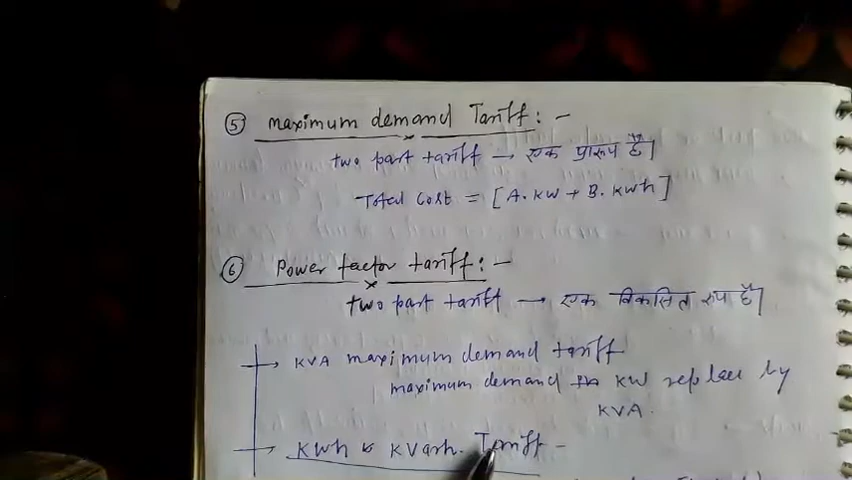 ⑤ maximum demand Tariff :-
two part tariff → एक प्रारूप है।
Total Cost = [A. KW + B. KWh]
⑥ Power factor tariff :-
two part tariff → एक विकसित रूप है।
→ KVA maximum demand tariff
maximum demand KW replace by
KVA.
→ KWh & KVarh. Tariff -